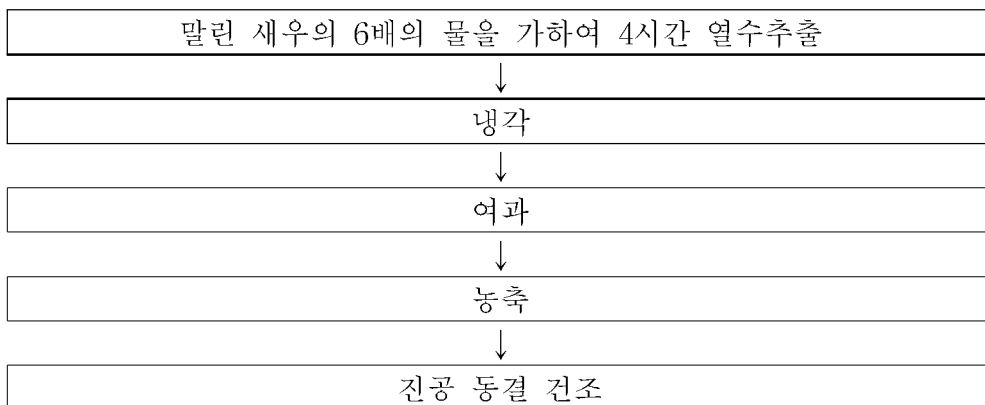 말린 새우의 6배의 물을 가하여 4시간 열수추출
↓
냉각
↓
여과
↓
농축
↓
진공 동결 건조